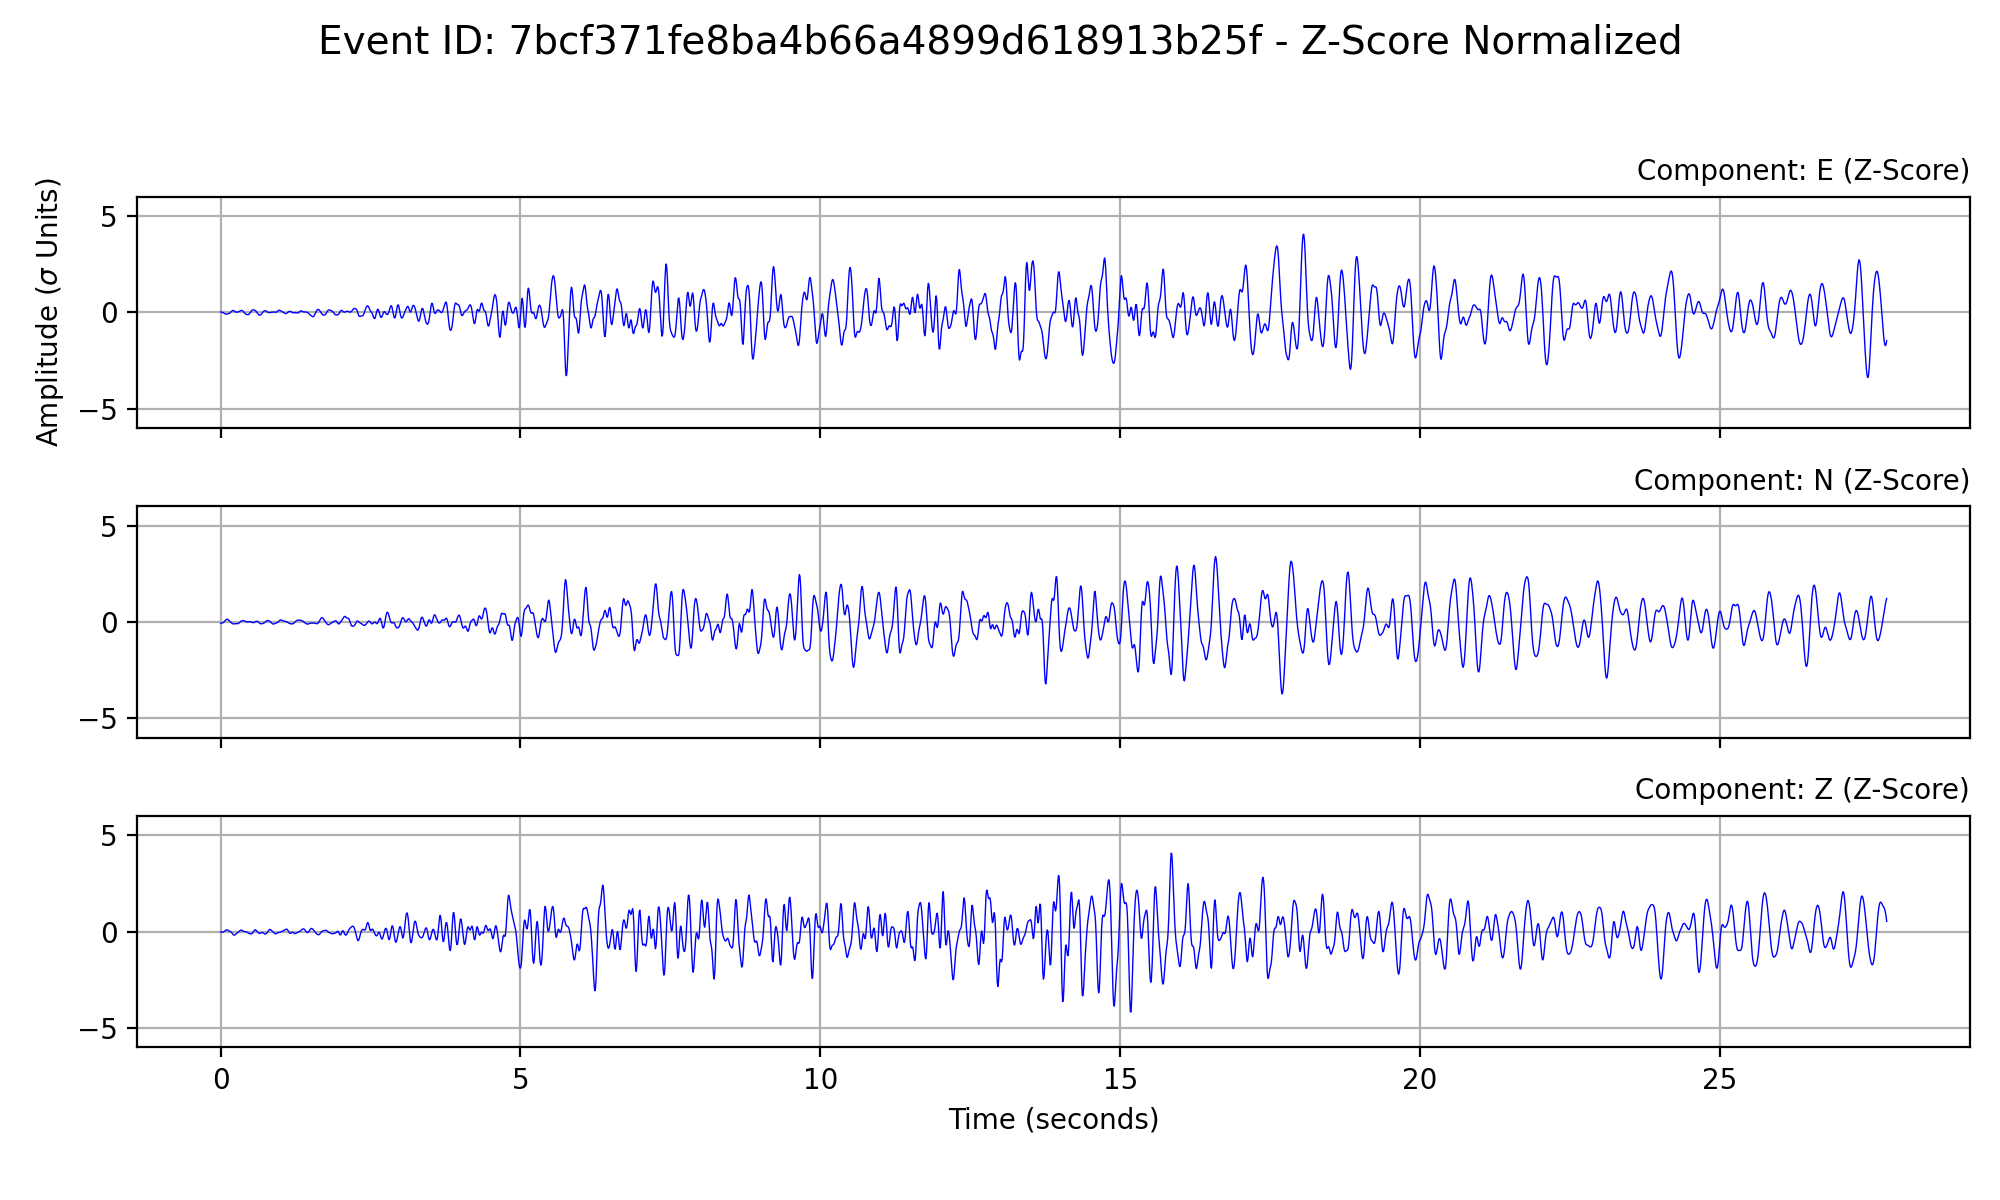 Event ID: 7bcf371fe8ba4b66a4899d618913b25f - Z-Score Normalized
Component: E (Z-Score)
Amplitude (σ Units)
5
0
−5
Component: N (Z-Score)
5
0
−5
Component: Z (Z-Score)
5
0
−5
0 5 10 15 20 25
Time (seconds)